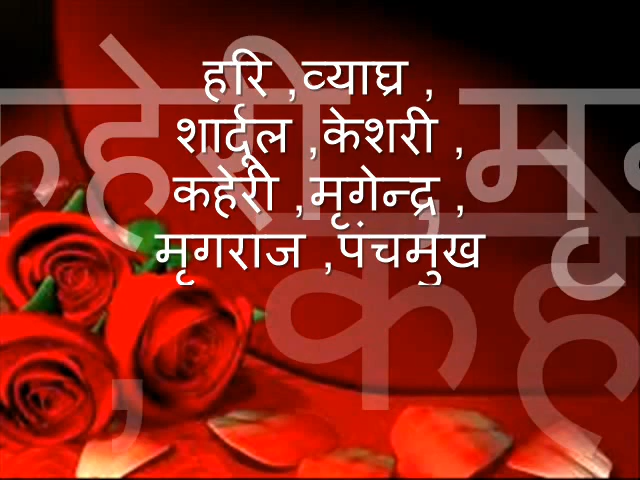 हरि ,व्याघ्र ,
शार्दूल ,केशरी ,
कहेरी ,मृगेन्द्र ,
मृगराज ,पंचमुख